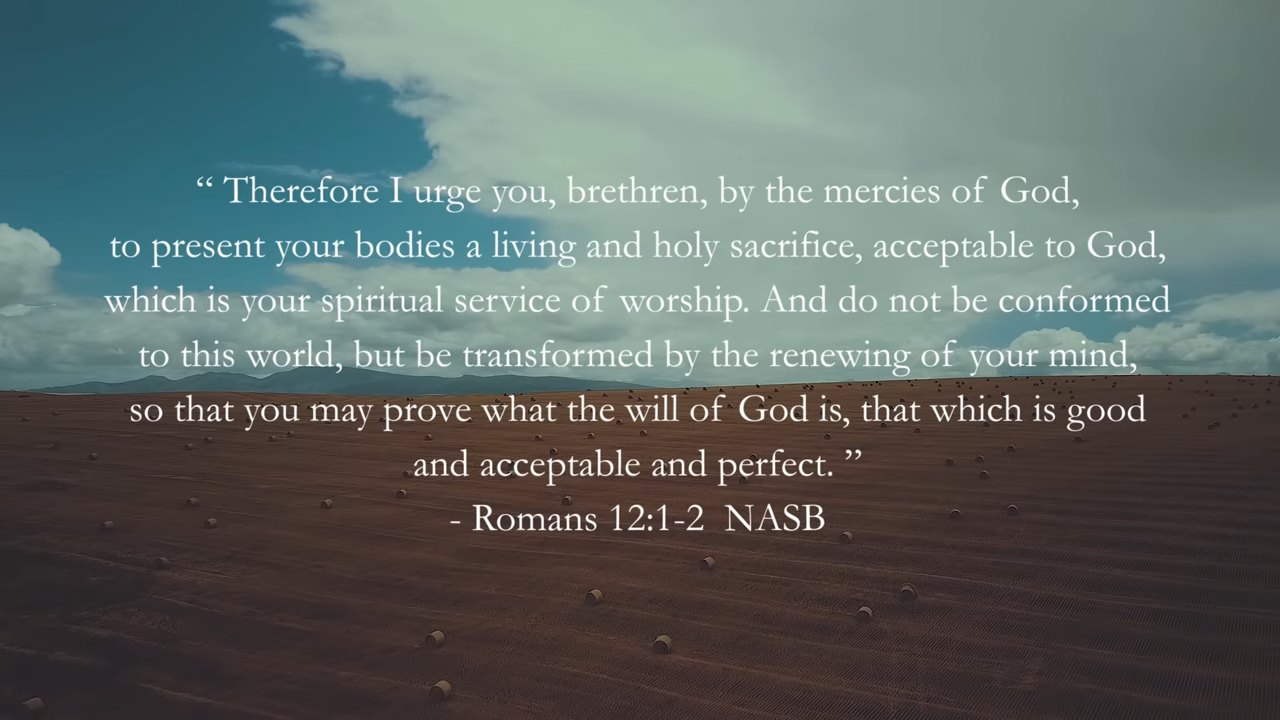 “ Therefore I urge you, brethren, by the mercies of God,
to present your bodies a living and holy sacrifice, acceptable to God,
which is your spiritual service of worship. And do not be conformed
to this world, but be transformed by the renewing of your mind,
so that you may prove what the will of God is, that which is good
and acceptable and perfect. ”
- Romans 12:1-2 NASB